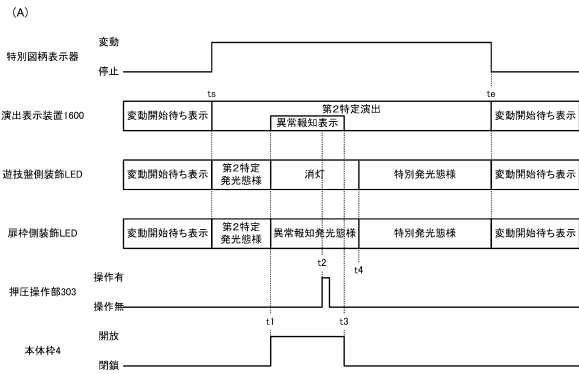 (A)
特別図柄表示器
変動
停止
ts
te
演出表示装置1600
変動開始待ち表示
第2特定演出
異常報知表示
変動開始待ち表示
遊技盤側装飾LED
変動開始待ち表示
第2特定
発光態様
消灯
特別発光態様
変動開始待ち表示
扉枠側装飾LED
変動開始待ち表示
第2特定
発光態様
異常報知発光態様
特別発光態様
変動開始待ち表示
t2
t4
押圧操作部303
操作有
操作無
t1
t3
本体枠4
開放
閉鎖